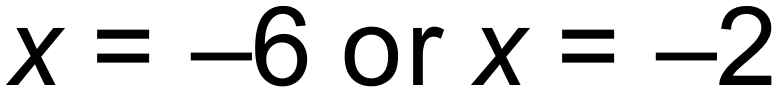 x = –6 or x = –2